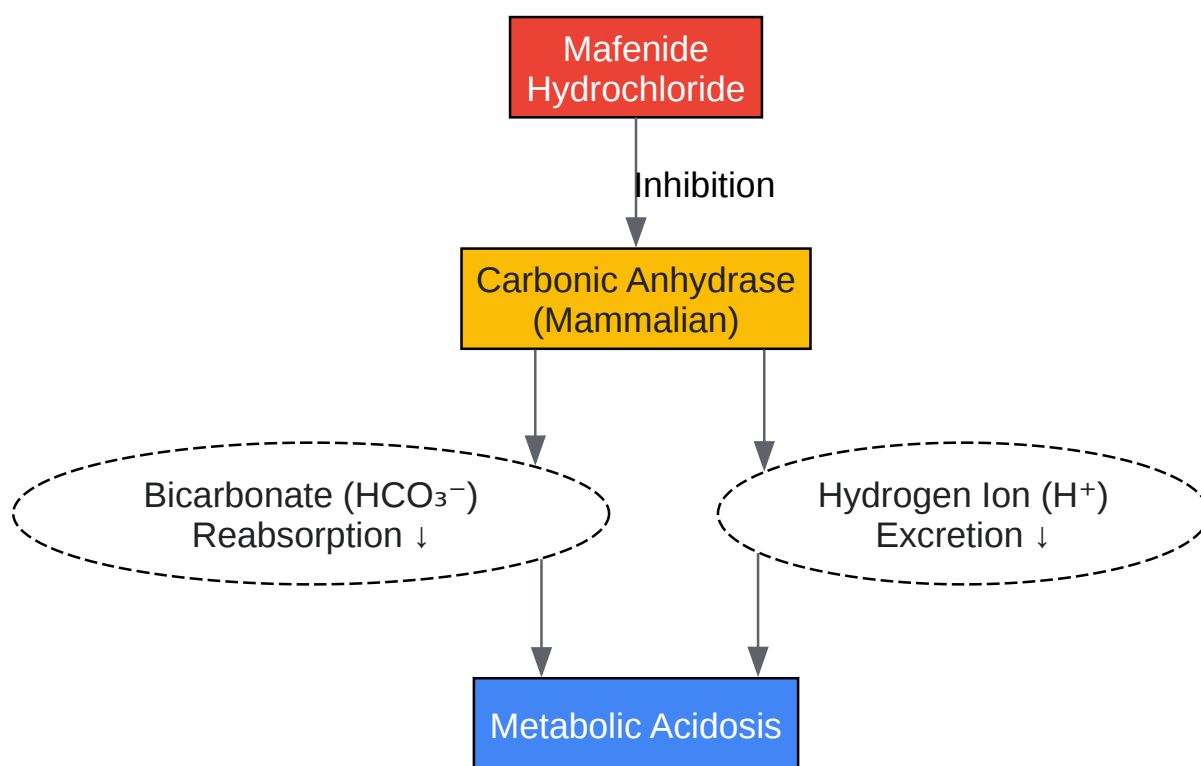 Mafenide
Hydrochloride
Inhibition
Carbonic Anhydrase
(Mammalian)
Bicarbonate (HCO₃⁻)
Reabsorption ↓
Hydrogen Ion (H⁺)
Excretion ↓
Metabolic Acidosis